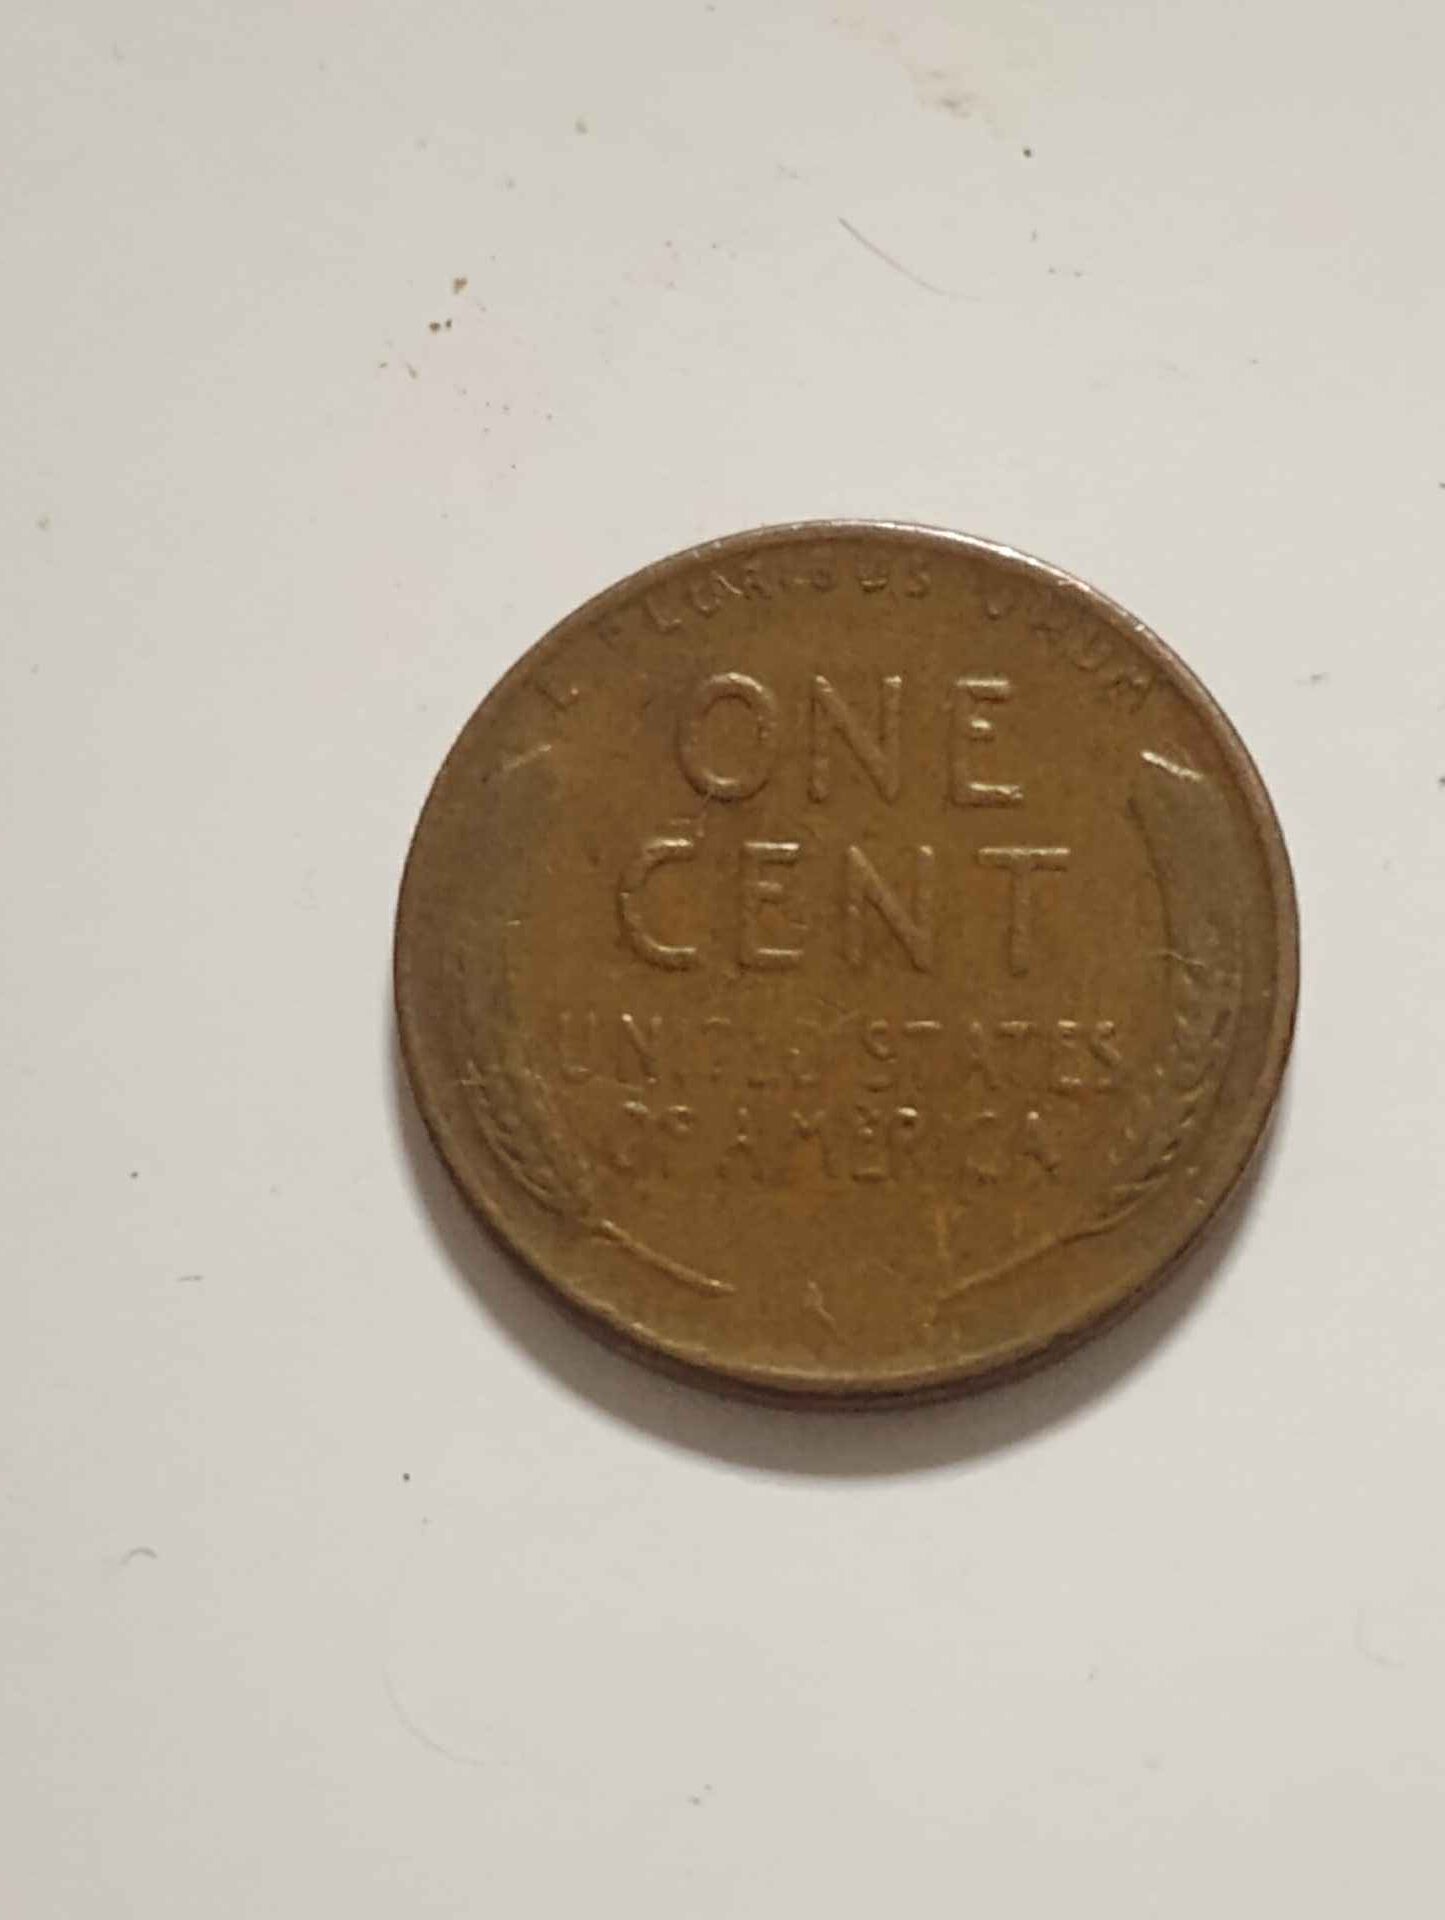 E PLURIBUS UNUM
ONE
CENT
UNITED STATES
OF AMERICA